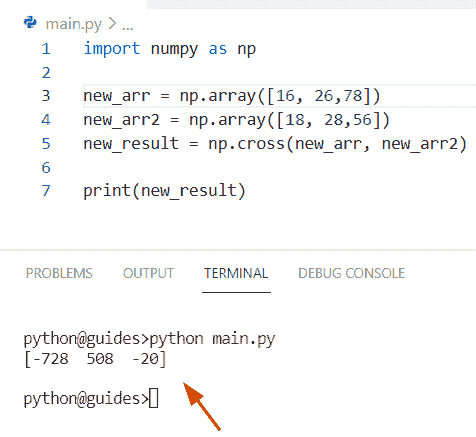 main.py > ...
1 import numpy as np
2
3 new_arr = np.array([16, 26,78])
4 new_arr2 = np.array([18, 28,56])
5 new_result = np.cross(new_arr, new_arr2)
6
7 print(new_result)
PROBLEMS OUTPUT TERMINAL DEBUG CONSOLE
python@guides>python main.py
[-728  508  -20]
python@guides>